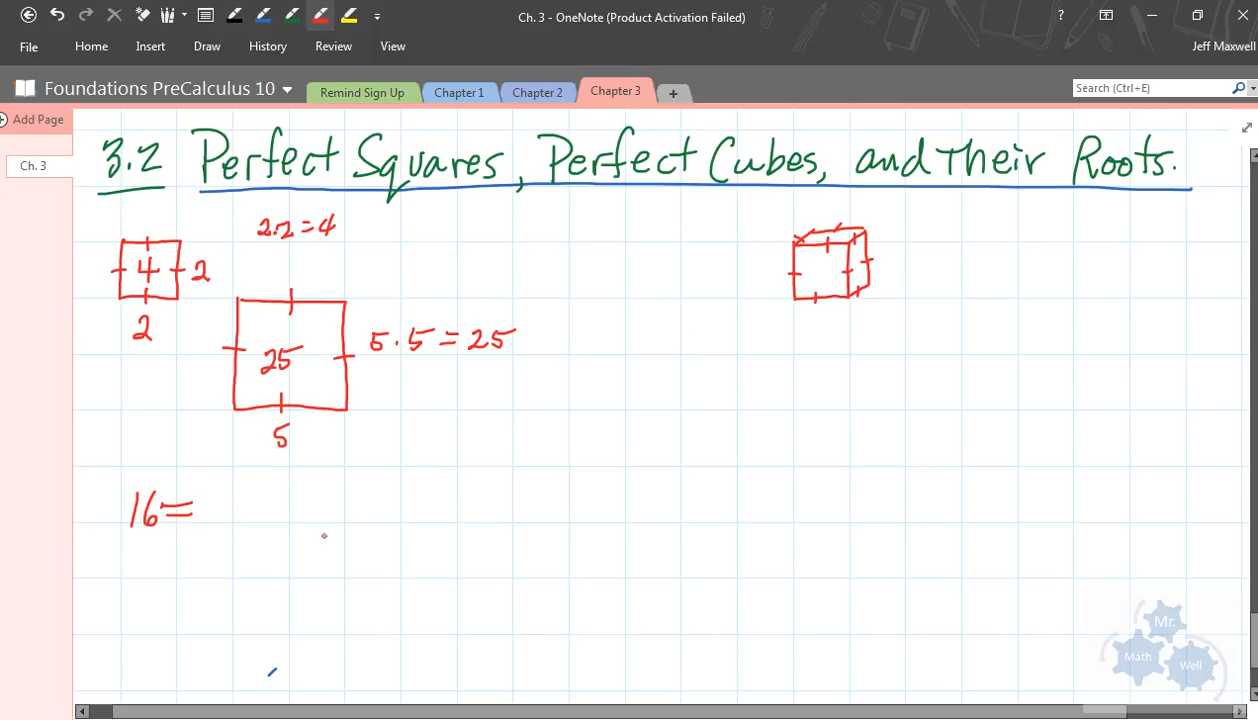 Ch. 3 - OneNote (Product Activation Failed)
?
File Home Insert Draw History Review View
Jeff Maxwell
Foundations PreCalculus 10
Remind Sign Up
Chapter 1
Chapter 2
Chapter 3
+
Search (Ctrl+E)
Add Page
Ch. 3
3.2 Perfect Squares, Perfect Cubes, and Their Roots.
2·2=4
4
2
2
25
5·5=25
5
16=
Mr.
Math
Well